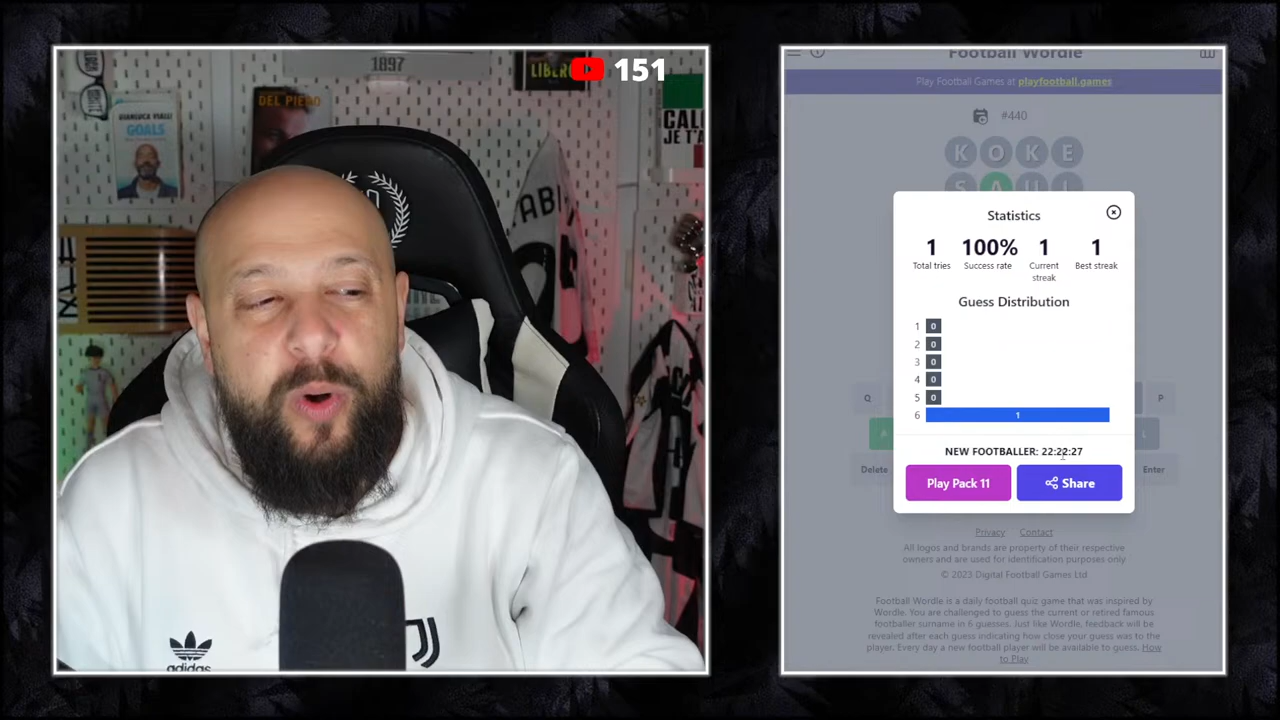 1897
LIBER
151
DEL PIERO
GIANLUCA VIALLI
GOALS
JE T'A
ABI
adidas
Football Wordle
Play Football Games at playfootball.games
#440
K O K E
S A U L
Statistics
1 100% 1 1
Total tries Success rate Current streak Best streak
Guess Distribution
1 0
2 0
3 0
4 0
5 0
6 1
Q P
Delete Enter
NEW FOOTBALLER: 22:22:27
Play Pack 11 Share
Privacy Contact
All logos and brands are property of their respective
owners and are used for identification purposes only
© 2023 Digital Football Games Ltd
Football Wordle is a daily football quiz game that was inspired by
Wordle. You are challenged to guess the current or retired famous
footballer surname in 6 guesses. Just like Wordle, feedback will be
revealed after each guess indicating how close your guess was to the
player. Every day a new football player will be available to guess. How
to Play